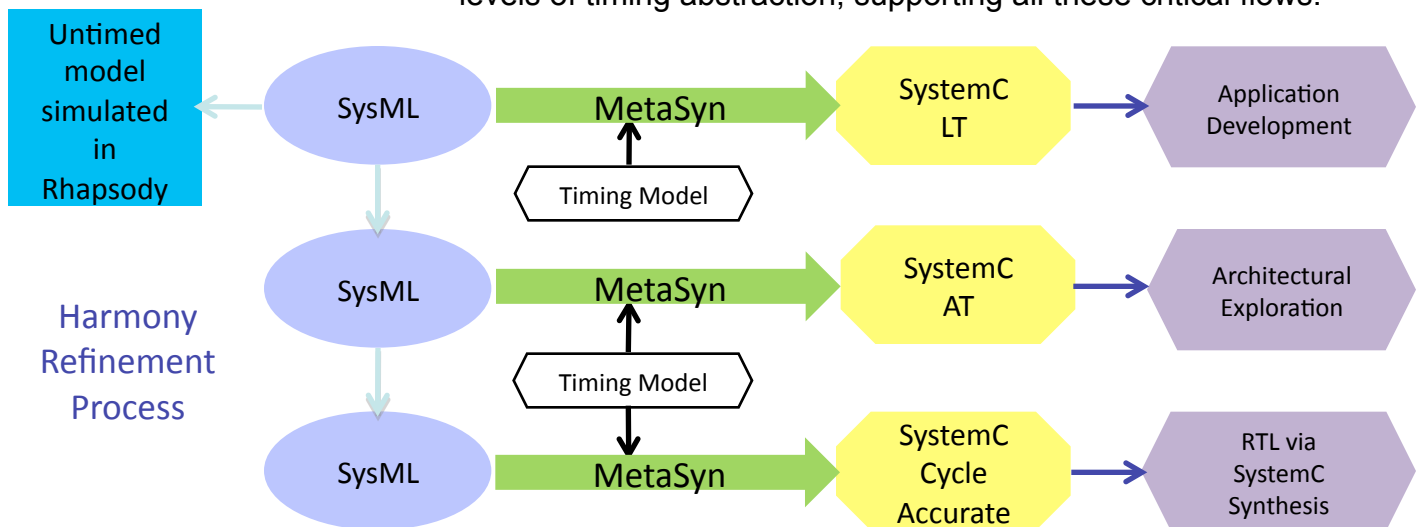 levels of timing abstraction, supporting all these critical flows.
Untimed
model
simulated
in
Rhapsody
SysML
MetaSyn
SystemC
LT
Application
Development
Timing Model
SysML
MetaSyn
SystemC
AT
Architectural
Exploration
Harmony
Refinement
Process
Timing Model
SysML
MetaSyn
SystemC
Cycle
Accurate
RTL via
SystemC
Synthesis